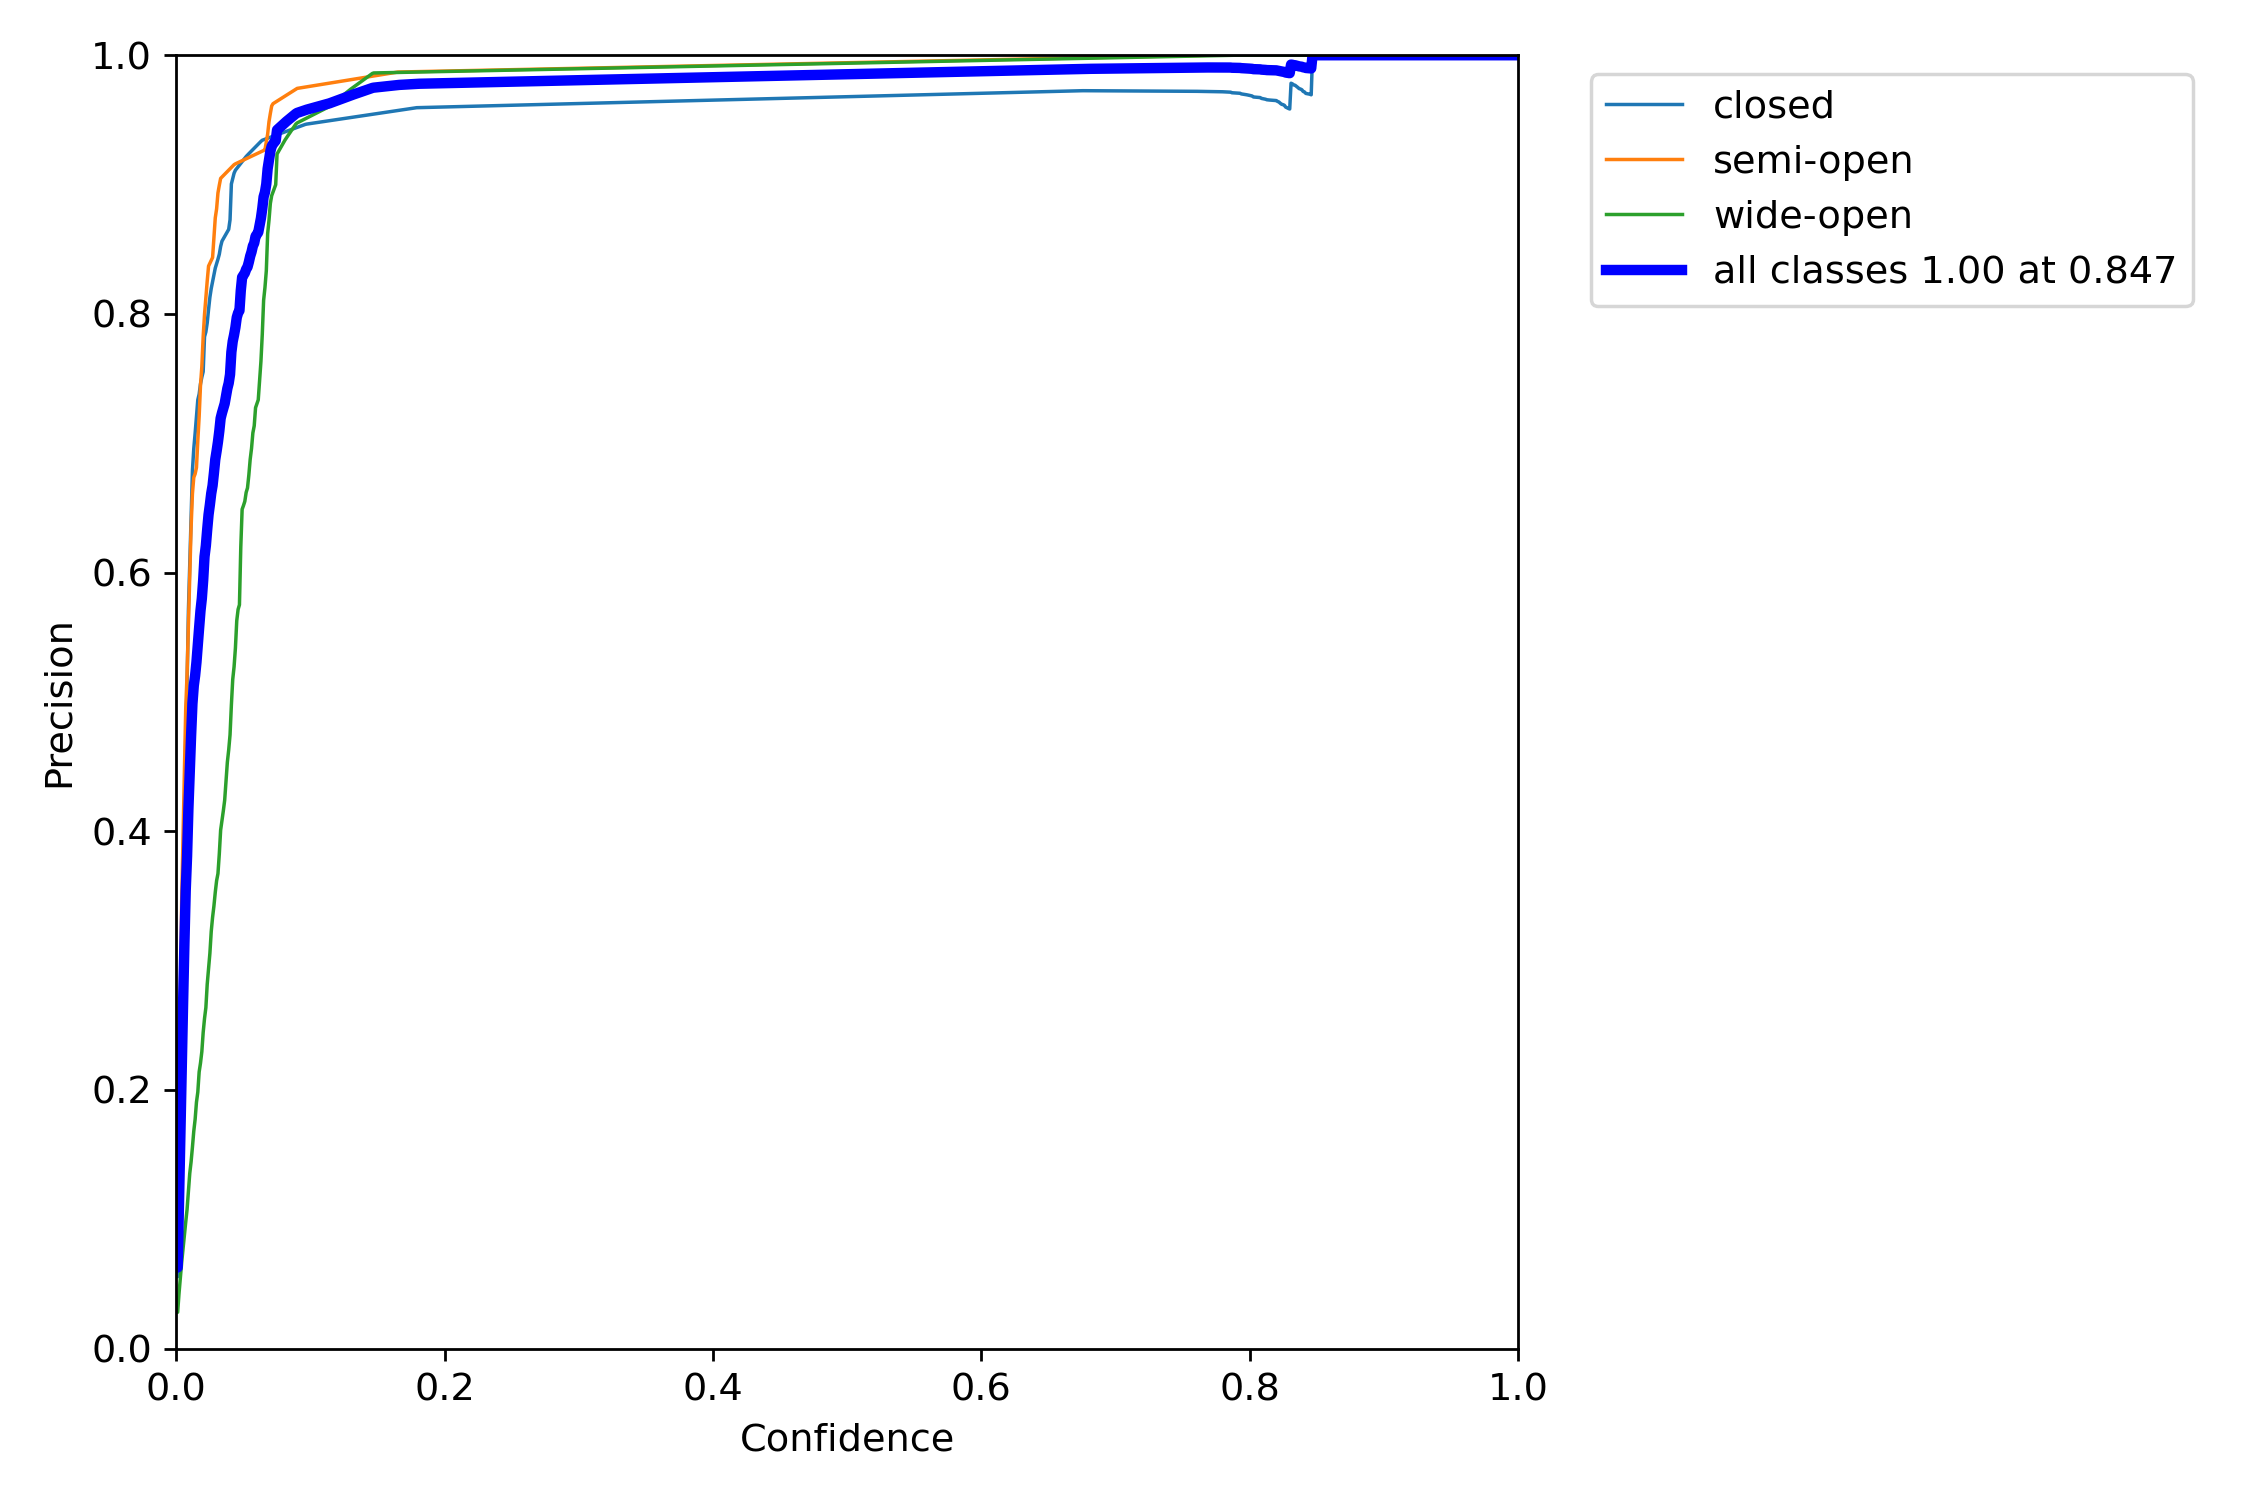 1.0
0.8
0.6
0.4
0.2
0.0
Precision
0.0 0.2 0.4 0.6 0.8 1.0
Confidence
closed
semi-open
wide-open
all classes 1.00 at 0.847